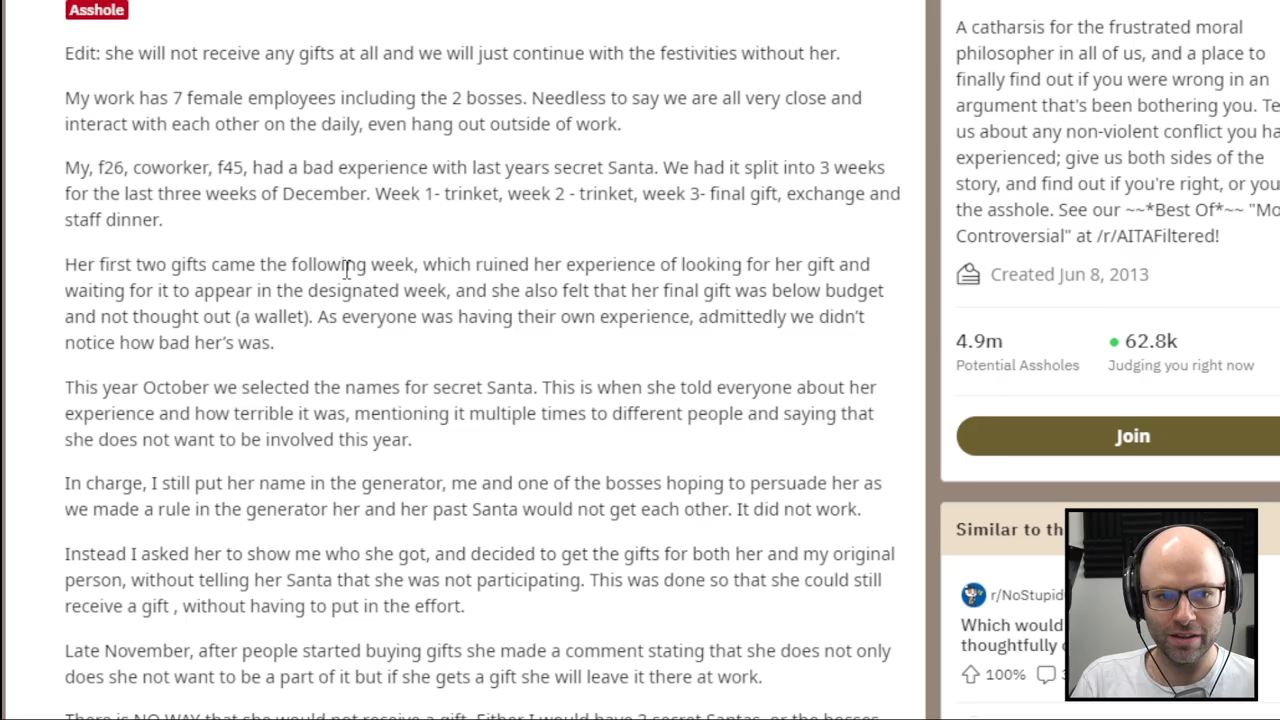 Asshole
Edit: she will not receive any gifts at all and we will just continue with the festivities without her.
My work has 7 female employees including the 2 bosses. Needless to say we are all very close and
interact with each other on the daily, even hang out outside of work.
My, f26, coworker, f45, had a bad experience with last years secret Santa. We had it split into 3 weeks
for the last three weeks of December. Week 1- trinket, week 2 - trinket, week 3- final gift, exchange and
staff dinner.
Her first two gifts came the following week, which ruined her experience of looking for her gift and
waiting for it to appear in the designated week, and she also felt that her final gift was below budget
and not thought out (a wallet). As everyone was having their own experience, admittedly we didn’t
notice how bad her’s was.
This year October we selected the names for secret Santa. This is when she told everyone about her
experience and how terrible it was, mentioning it multiple times to different people and saying that
she does not want to be involved this year.
In charge, I still put her name in the generator, me and one of the bosses hoping to persuade her as
we made a rule in the generator her and her past Santa would not get each other. It did not work.
Instead I asked her to show me who she got, and decided to get the gifts for both her and my original
person, without telling her Santa that she was not participating. This was done so that she could still
receive a gift , without having to put in the effort.
Late November, after people started buying gifts she made a comment stating that she does not only
does she not want to be a part of it but if she gets a gift she will leave it there at work.
There is NO WAY that she would not receive a gift. Either I would have 2 secret Santas, or the bosses
A catharsis for the frustrated moral
philosopher in all of us, and a place to
finally find out if you were wrong in an
argument that's been bothering you. Te
us about any non-violent conflict you ha
experienced; give us both sides of the
story, and find out if you're right, or you
the asshole. See our ~~*Best Of*~~ "Mo
Controversial" at /r/AITAFiltered!
Created Jun 8, 2013
4.9m
Potential Assholes
62.8k
Judging you right now
Join
Similar to th
r/NoStupid
Which would
thoughtfully
100%